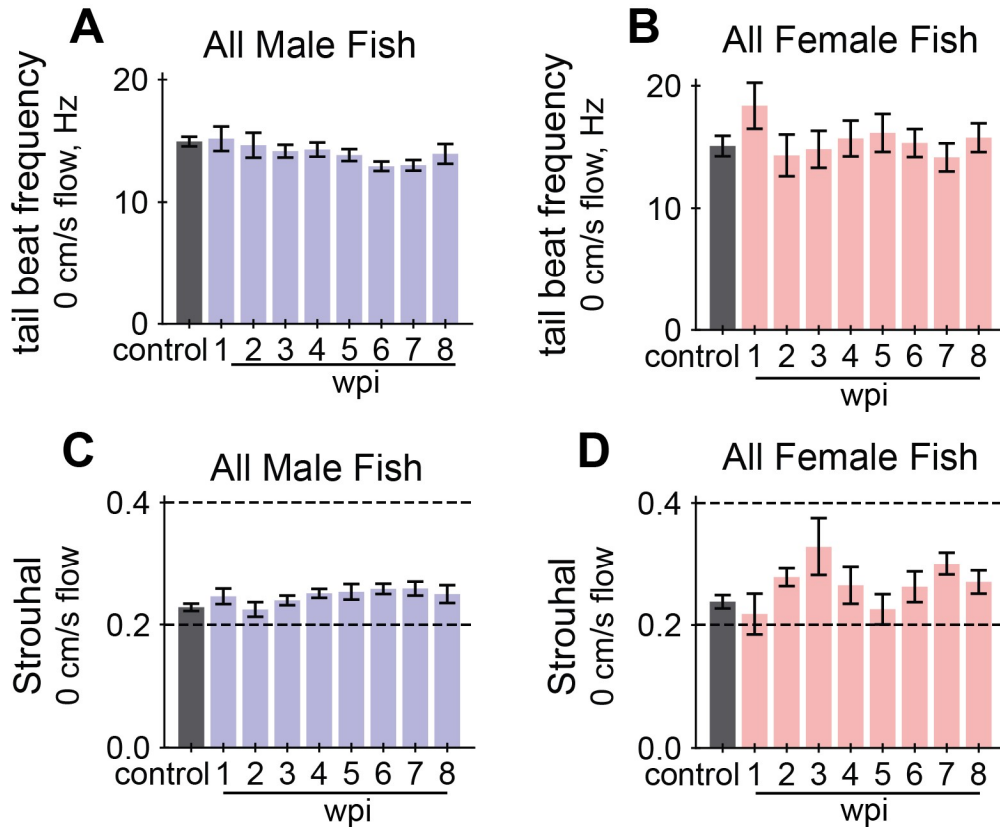 A
All Male Fish
tail beat frequency
0 cm/s flow, Hz
20
10
0
control 1 2 3 4 5 6 7 8
wpi
B
All Female Fish
tail beat frequency
0 cm/s flow, Hz
20
10
0
control 1 2 3 4 5 6 7 8
wpi
C
All Male Fish
Strouhal
0 cm/s flow
0.4
0.2
0.0
control 1 2 3 4 5 6 7 8
wpi
D
All Female Fish
Strouhal
0 cm/s flow
0.4
0.2
0.0
control 1 2 3 4 5 6 7 8
wpi